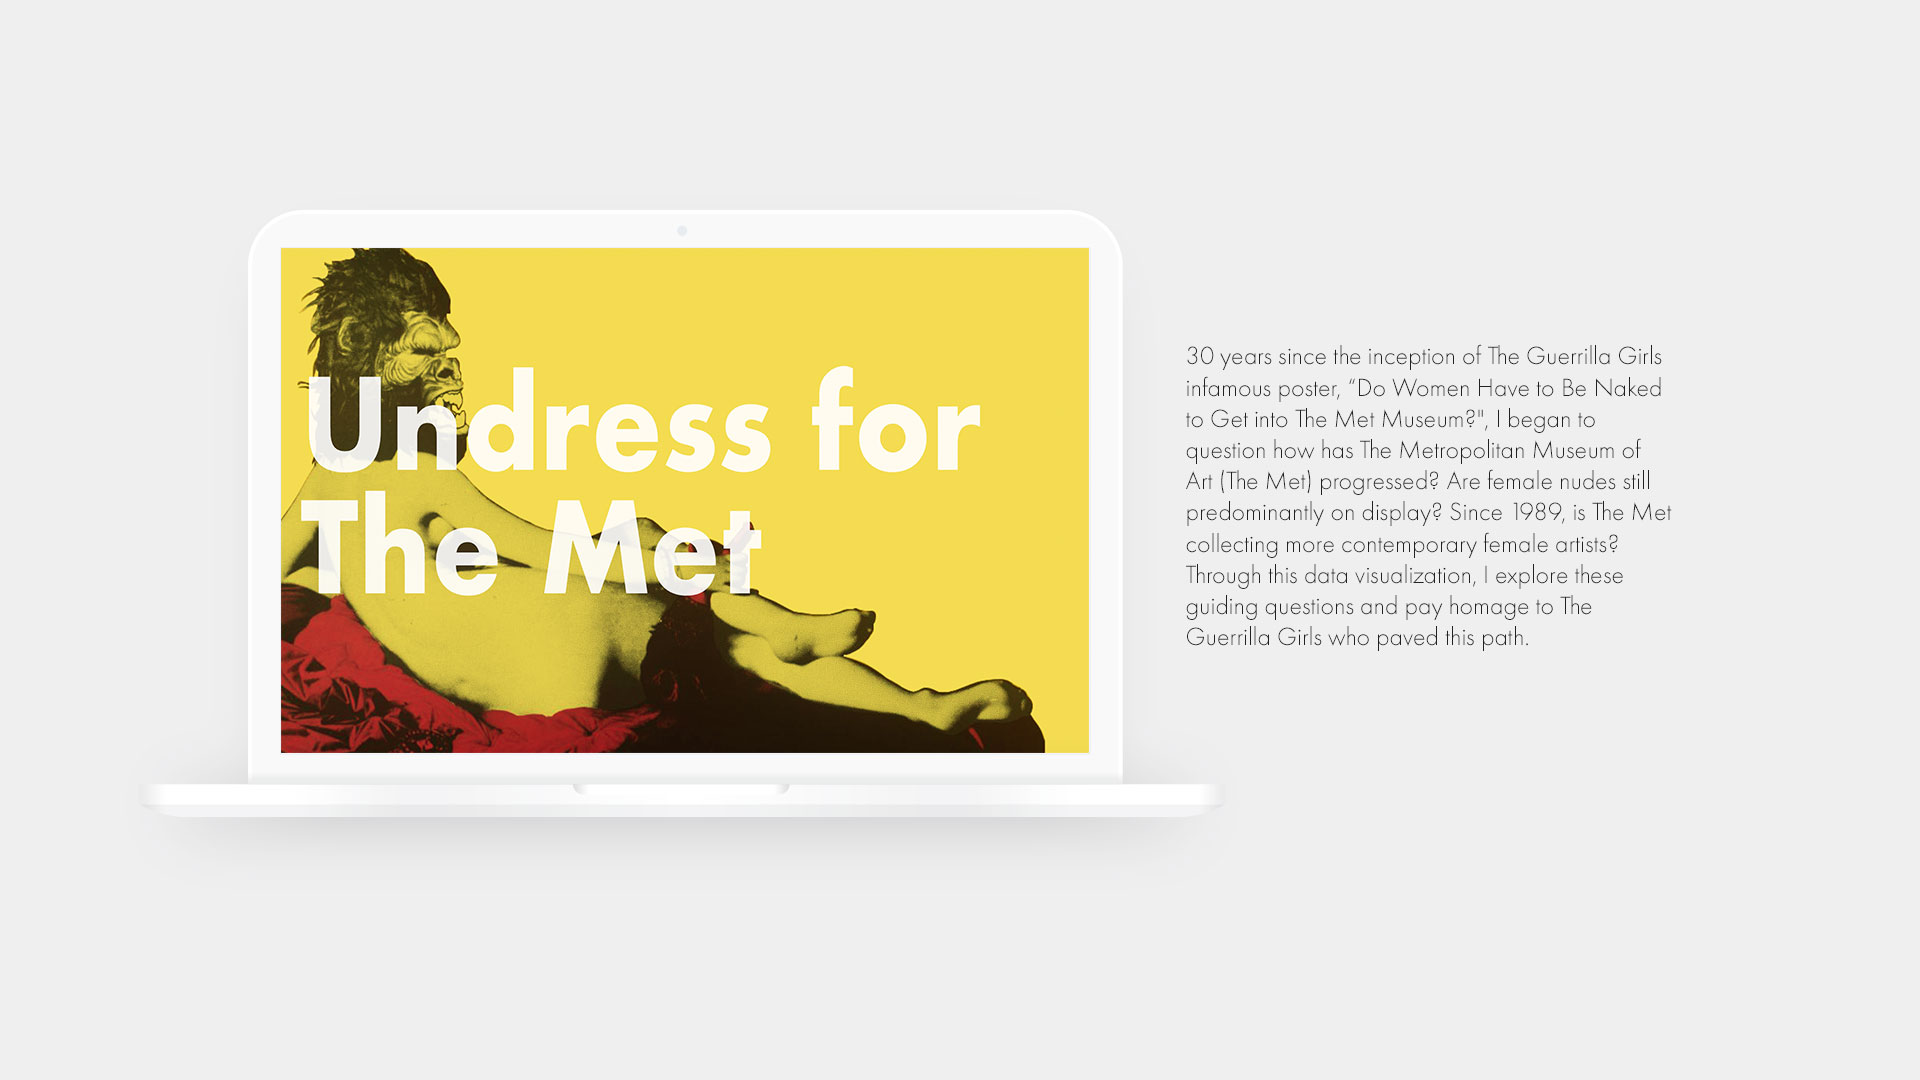 Undress for
The Met
30 years since the inception of The Guerrilla Girls
infamous poster, “Do Women Have to Be Naked
to Get into The Met Museum?", I began to
question how has The Metropolitan Museum of
Art (The Met) progressed? Are female nudes still
predominantly on display? Since 1989, is The Met
collecting more contemporary female artists?
Through this data visualization, I explore these
guiding questions and pay homage to The
Guerrilla Girls who paved this path.